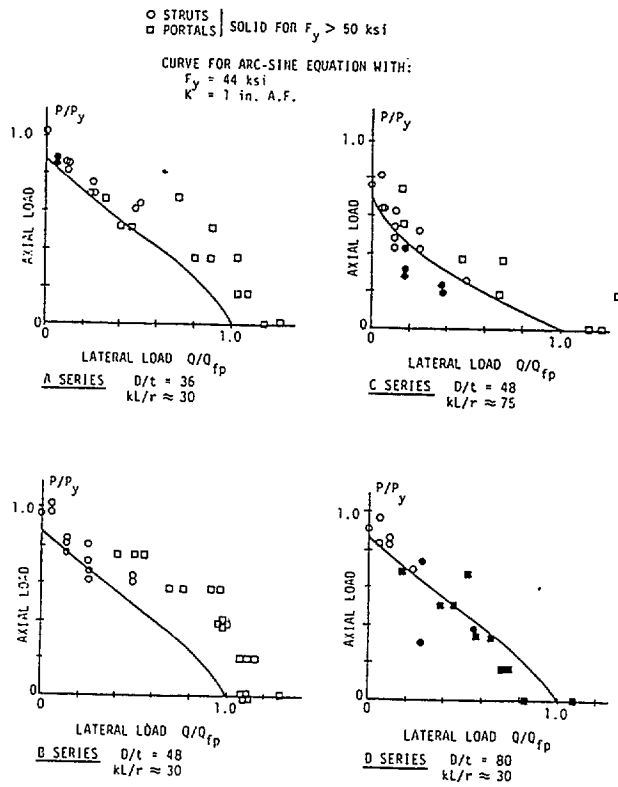 ○ STRUTS
□ PORTALS
SOLID FOR Fy > 50 ksi
CURVE FOR ARC-SINE EQUATION WITH:
Fy = 44 ksi
K = 1 in. A.F.
P/Py
1.0
AXIAL LOAD
0
0
1.0
LATERAL LOAD Q/Qfp
A SERIES D/t = 36
kL/r ≈ 30
P/Py
1.0
AXIAL LOAD
0
0
1.0
LATERAL LOAD Q/Qfp
C SERIES D/t = 48
kL/r ≈ 75
P/Py
1.0
AXIAL LOAD
0
0
1.0
LATERAL LOAD Q/Qfp
B SERIES D/t = 48
kL/r ≈ 30
P/Py
1.0
AXIAL LOAD
0
0
1.0
LATERAL LOAD Q/Qfp
D SERIES D/t = 80
kL/r ≈ 30